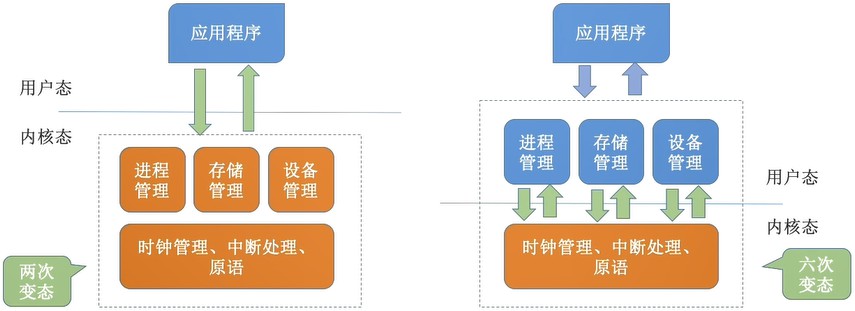 应用程序
用户态
内核态
进程
管理
存储
管理
设备
管理
时钟管理、中断处理、
原语
两次
变态
应用程序
进程
管理
存储
管理
设备
管理
用户态
内核态
时钟管理、中断处理、
原语
六次
变态